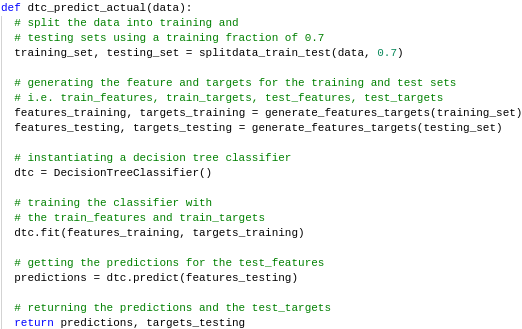 def dtc_predict_actual(data):
  # split the data into training and
  # testing sets using a training fraction of 0.7
  training_set, testing_set = splitdata_train_test(data, 0.7)

  # generating the feature and targets for the training and test sets
  # i.e. train_features, train_targets, test_features, test_targets
  features_training, targets_training = generate_features_targets(training_set)
  features_testing, targets_testing = generate_features_targets(testing_set)

  # instantiating a decision tree classifier
  dtc = DecisionTreeClassifier()

  # training the classifier with
  # the train_features and train_targets
  dtc.fit(features_training, targets_training)

  # getting the predictions for the test_features
  predictions = dtc.predict(features_testing)

  # returning the predictions and the test_targets
  return predictions, targets_testing